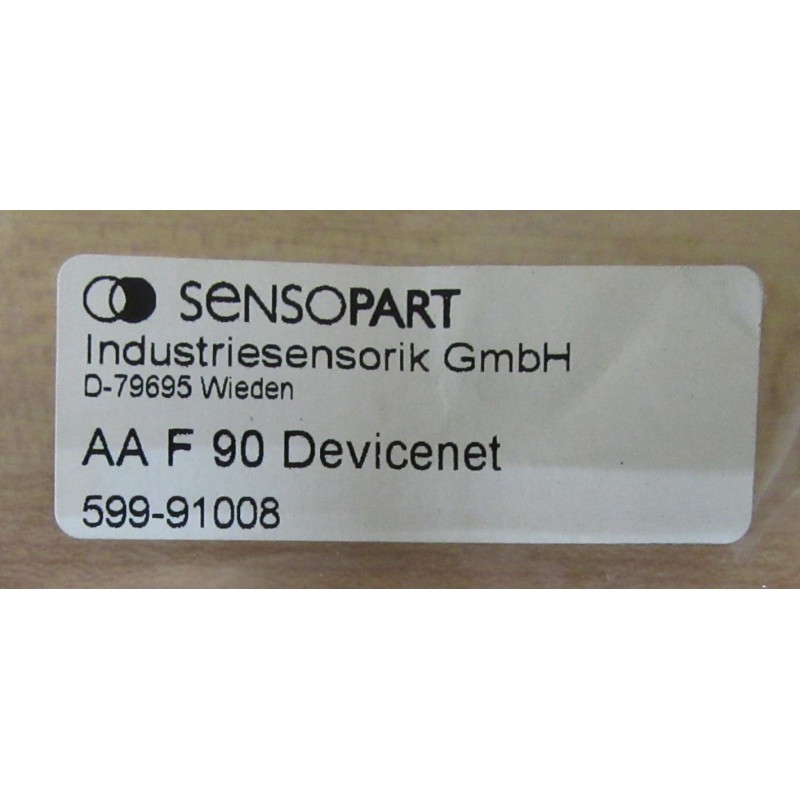 SENSOPART
Industriesensorik GmbH
D-79695 Wieden
AA F 90 Devicenet
599-91008